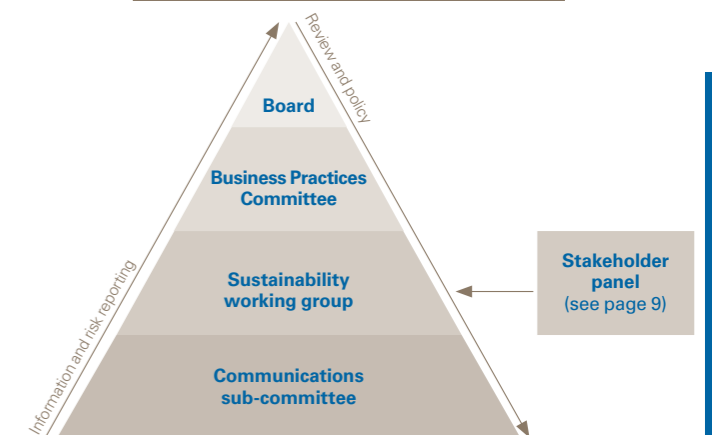 Review and policy
Board
Business Practices
Committee
Information and risk reporting
Sustainability
working group
Stakeholder
panel
(see page 9)
Communications
sub-committee